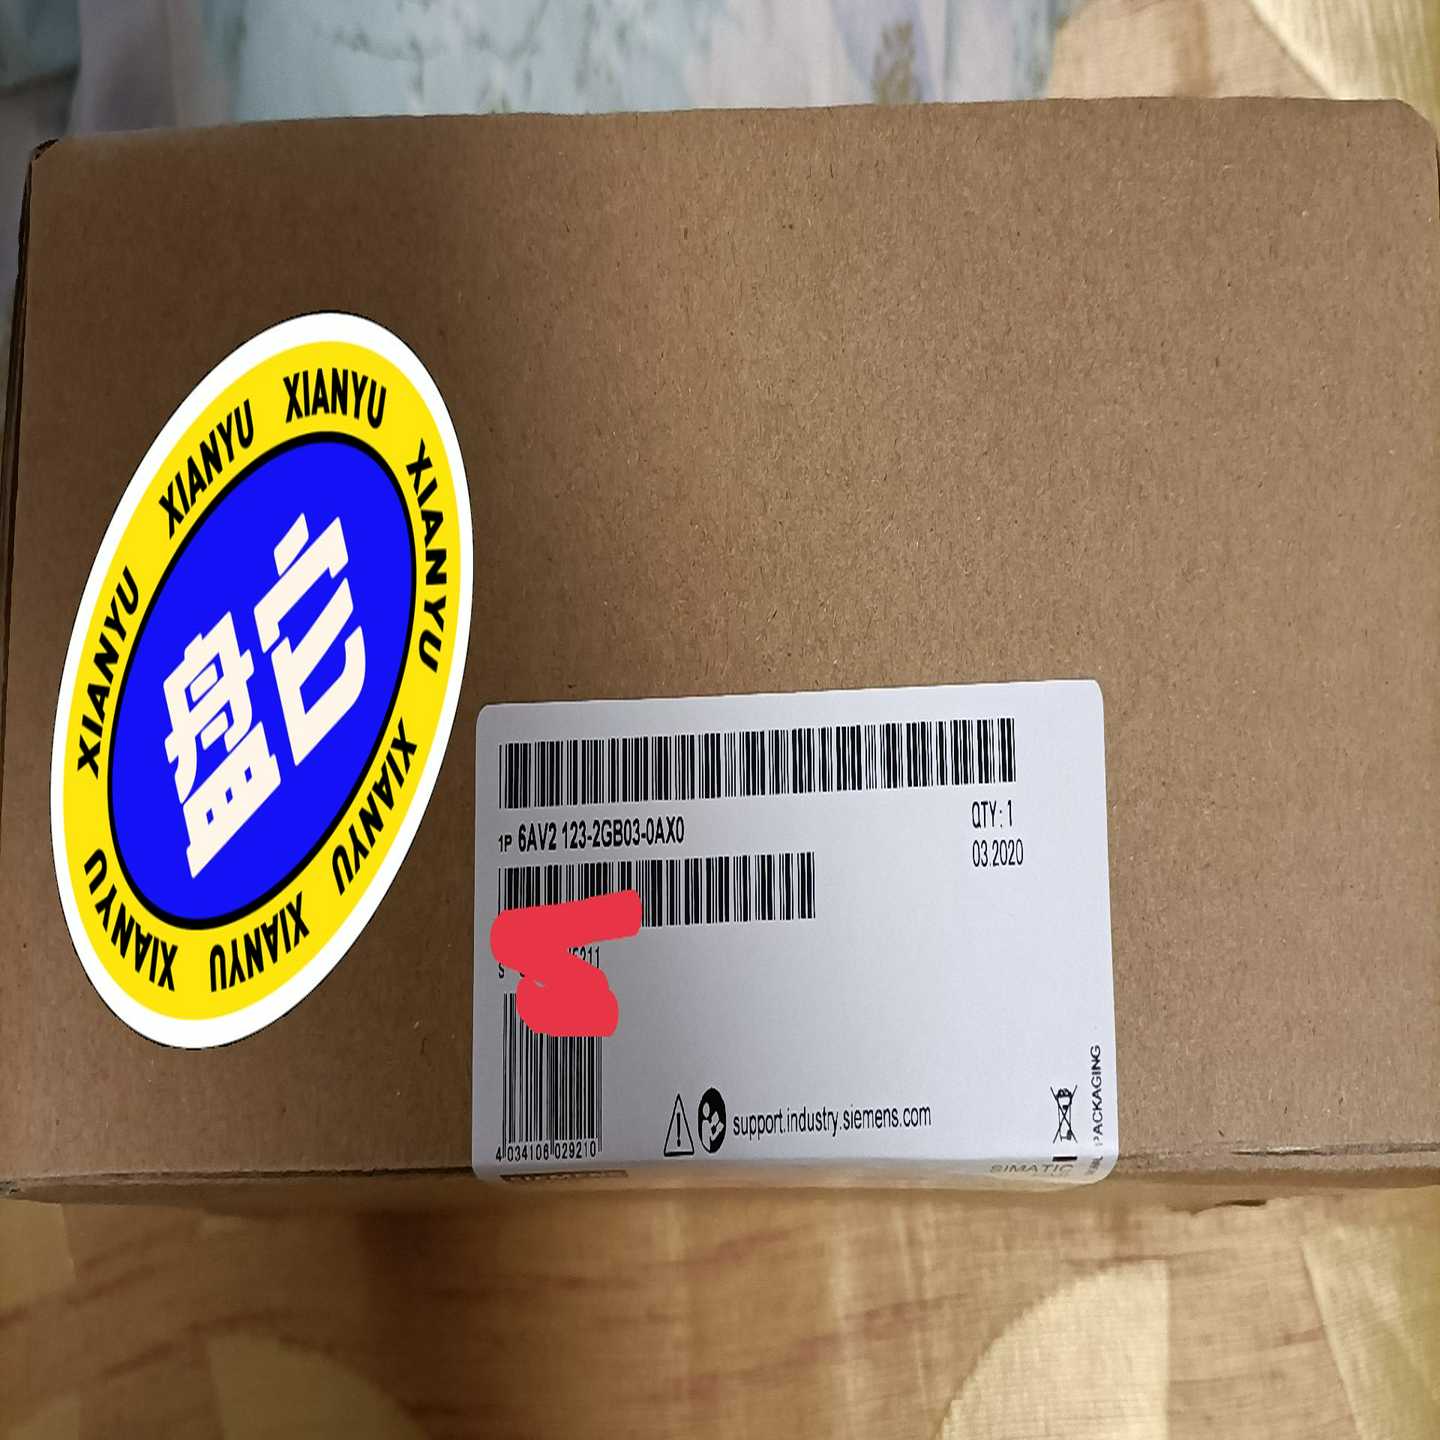 XIANYU XIANYU XIANYU XIANYU XIANYU XIANYU XIANYU XIANYU
盘它
1P 6AV2 123-2GB03-0AX0
QTY: 1
03.2020
S
5211
4 034106 029210
support.industry.siemens.com
PACKAGING
SIMATIC